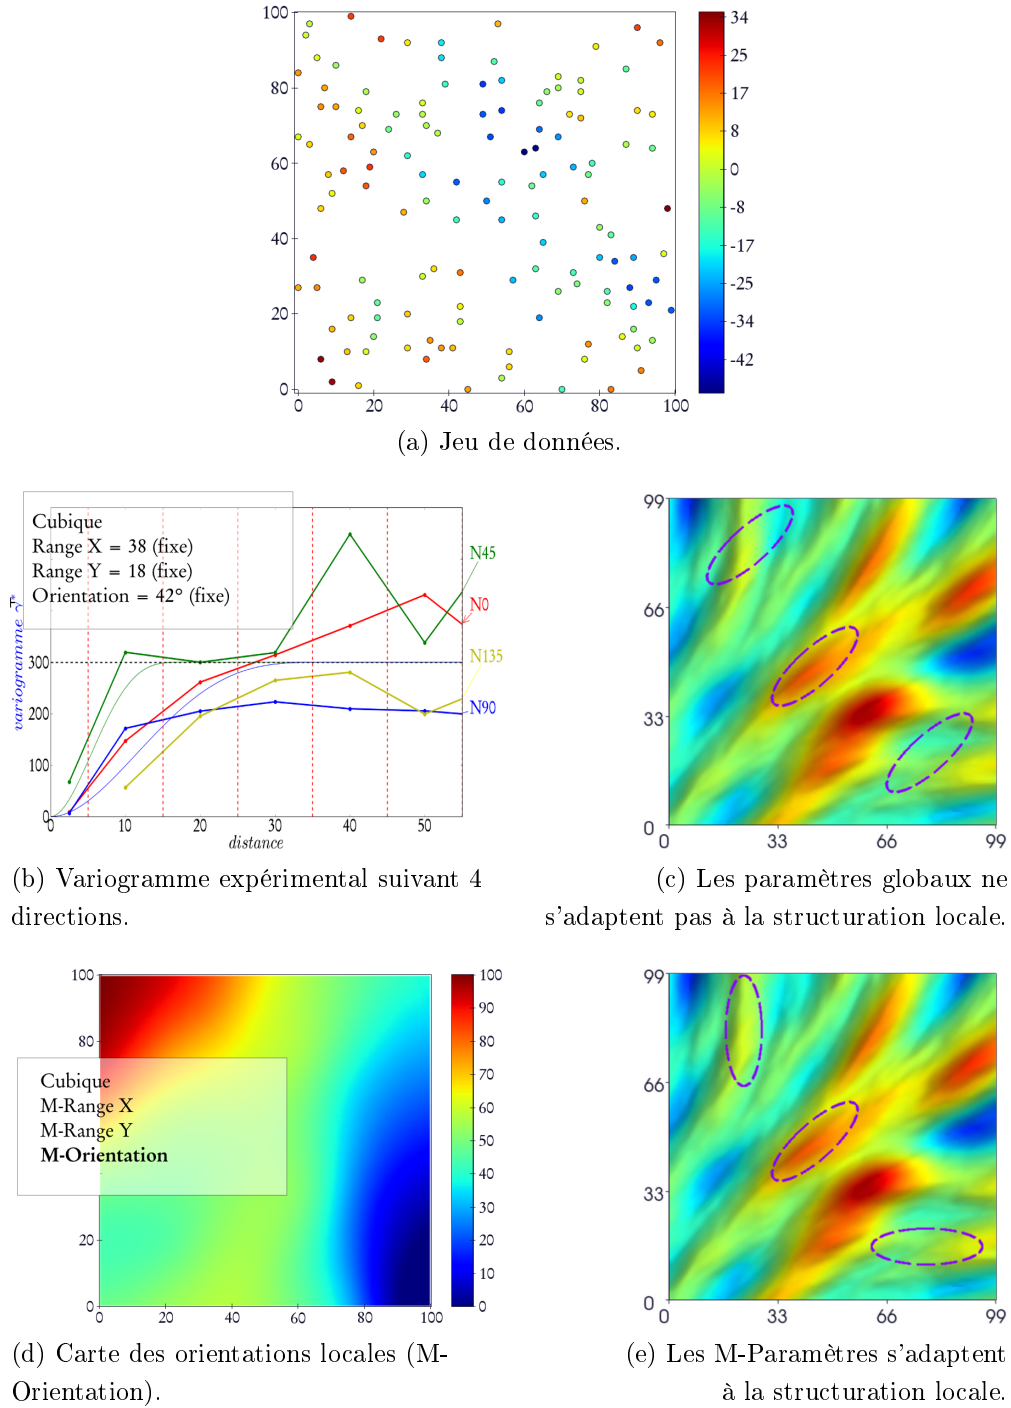 100
80
60
40
20
0
0
20
40
60
80
100
34
25
17
8
0
-8
-17
-25
-34
-42
(a) Jeu de données.
Cubique
Range X = 38 (fixe)
Range Y = 18 (fixe)
Orientation = 42° (fixe)
variogramme γ*
300
200
100
0
10
20
30
40
50
distance
N45
N0
N135
N90
(b) Variogramme expérimental suivant 4
directions.
99
66
33
0
0
33
66
99
(c) Les paramètres globaux ne
s'adaptent pas à la structuration locale.
100
80
20
0
0
20
40
60
80
100
Cubique
M-Range X
M-Range Y
M-Orientation
100
90
80
70
60
50
40
30
20
10
0
(d) Carte des orientations locales (M-
Orientation).
99
66
33
0
0
33
66
99
(e) Les M-Paramètres s'adaptent
à la structuration locale.